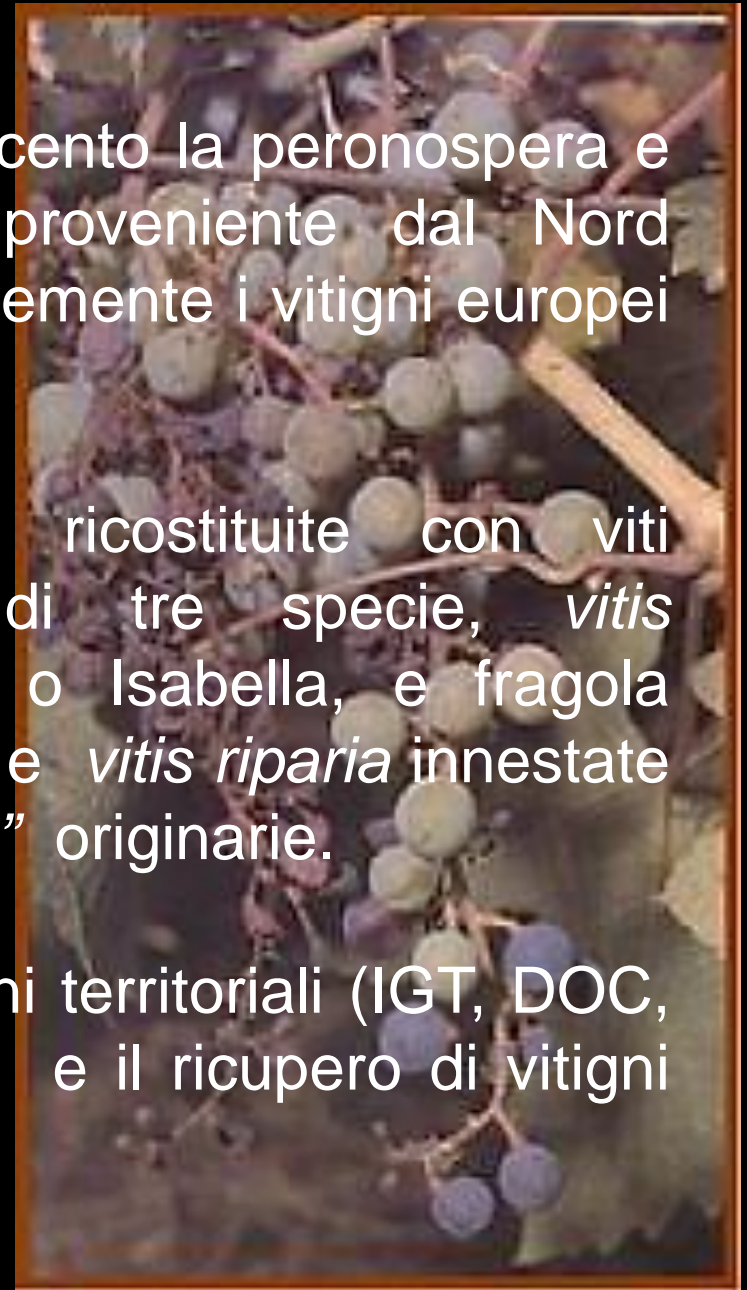 cento la peronospera e
proveniente dal Nord
emente i vitigni europei
ricostituite con viti
di tre specie, vitis
o Isabella, e fragola
e vitis riparia innestate
” originarie.
ni territoriali (IGT, DOC,
e il ricupero di vitigni